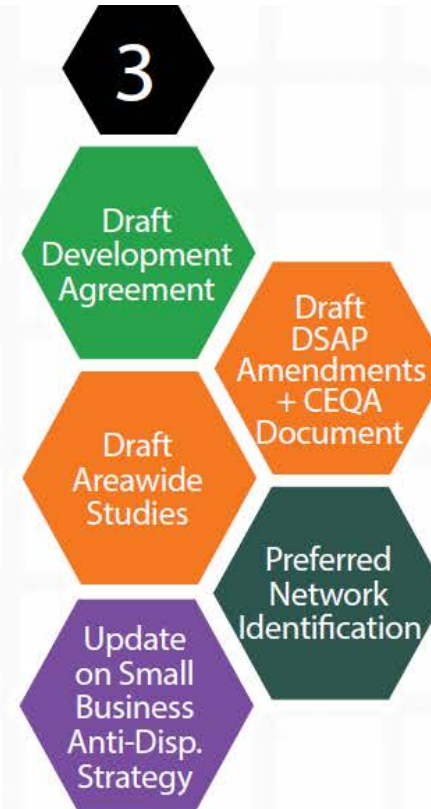 3
Draft
Development
Agreement
Draft
DSAP
Amendments
+ CEQA
Document
Draft
Areawide
Studies
Preferred
Network
Identification
Update
on Small
Business
Anti-Disp.
Strategy